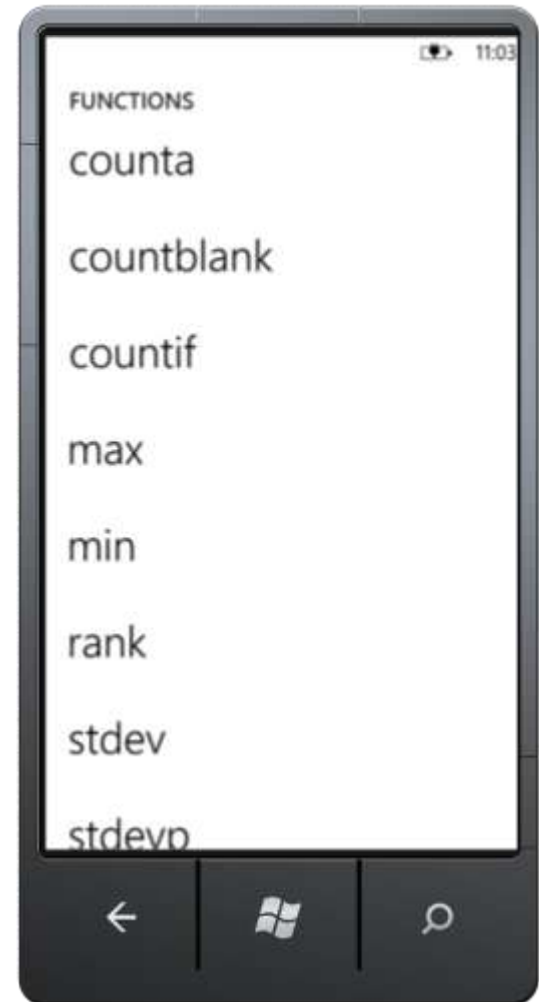 11:03
FUNCTIONS
counta
countblank
countif
max
min
rank
stdev
stdevp